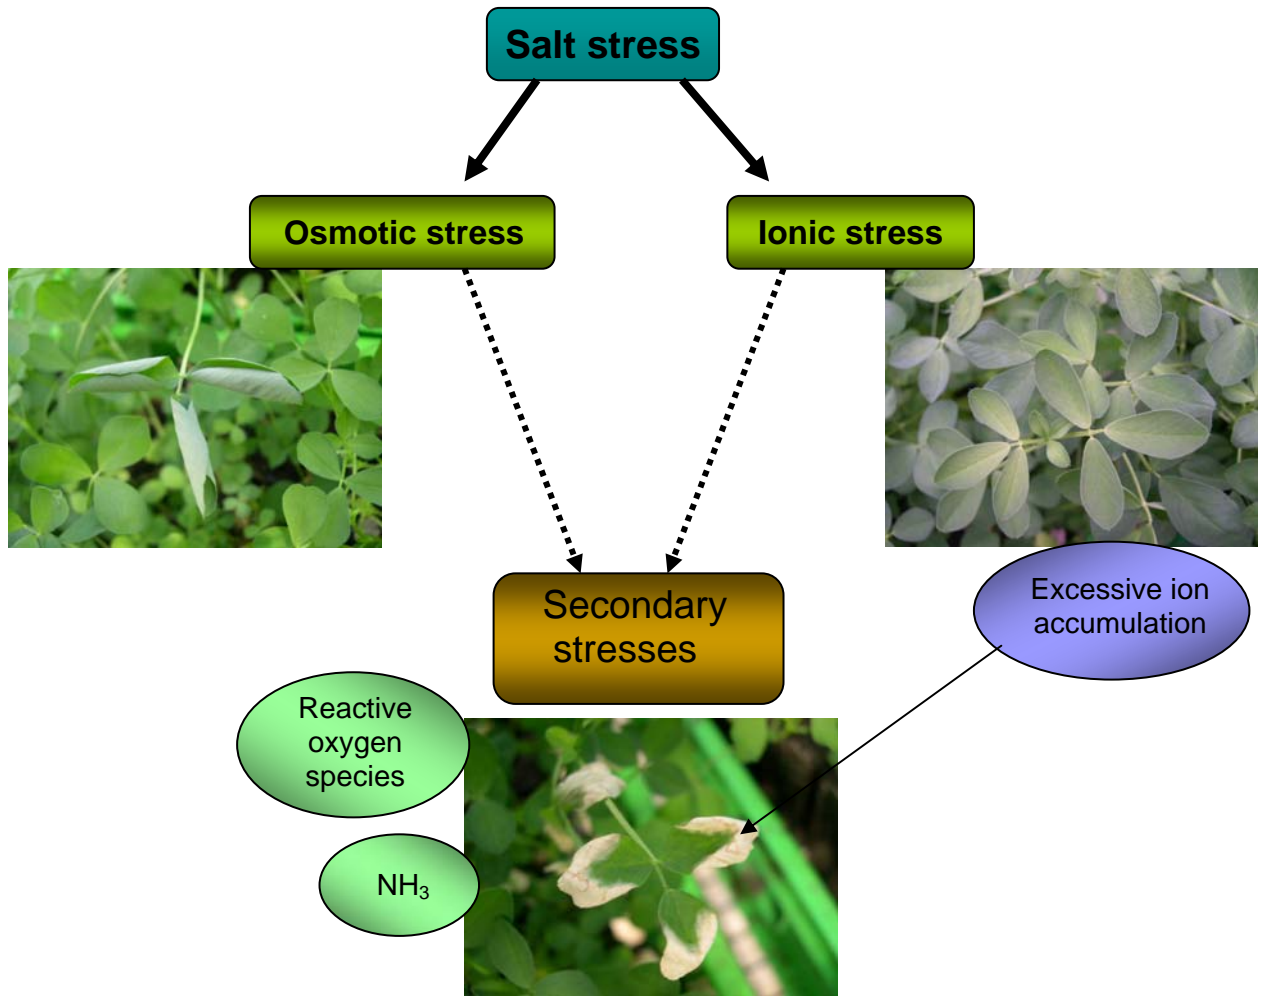 Salt stress
Osmotic stress
Ionic stress
Excessive ion
accumulation
Secondary
stresses
Reactive
oxygen
species
NH₃